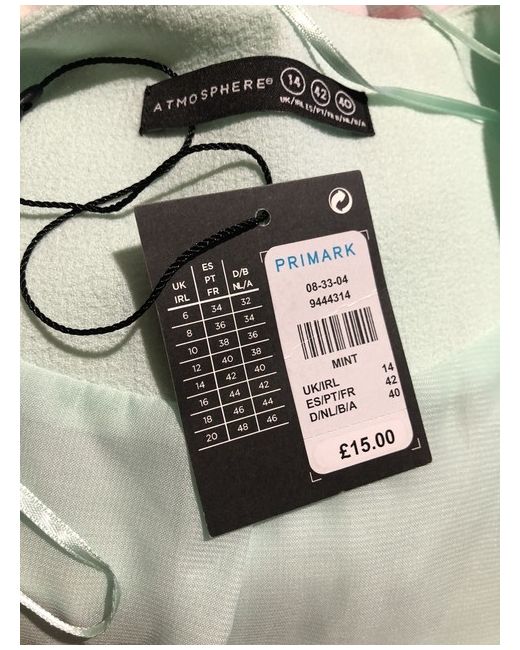 ATMOSPHERE® 14 42 40
UK/IRL ES/PT/FR D/NL/B/A
PRIMARK
08-33-04
9444314
MINT
UK/IRL 14
ES/PT/FR 42
D/NL/B/A 40
£15.00
UK IRL ES PT FR D/B NL/A
6 34 32
8 36 34
10 38 36
12 40 38
14 42 40
16 44 42
18 46 44
20 48 46